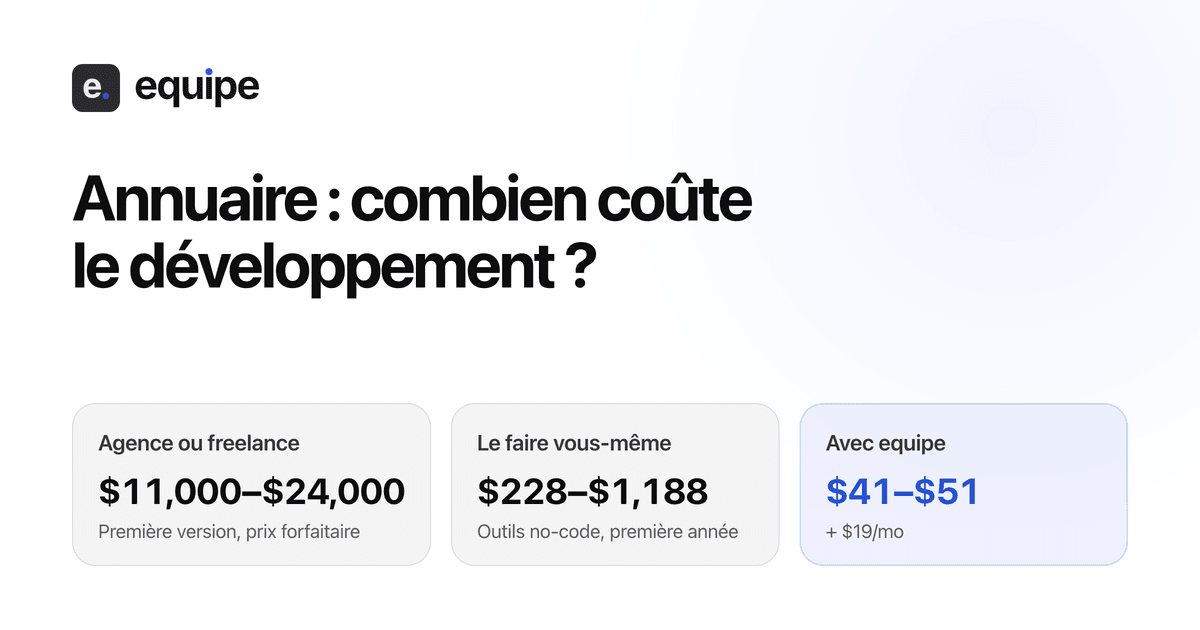 e.
equipe
Annuaire : combien coûte
le développement ?
Agence ou freelance
$11,000–$24,000
Première version, prix forfaitaire
Le faire vous-même
$228–$1,188
Outils no-code, première année
Avec equipe
$41–$51
+ $19/mo